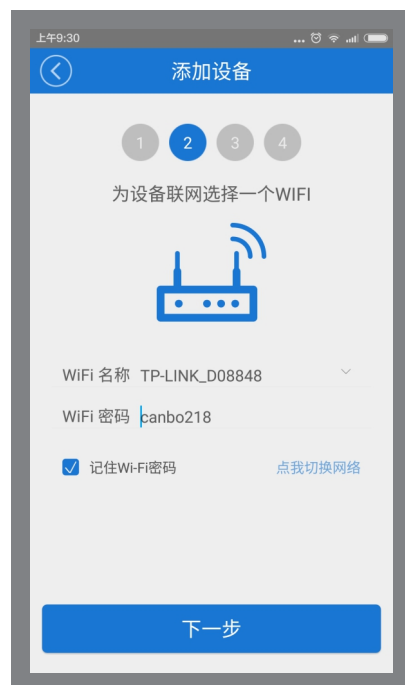 上午9:30 ...
添加设备
1 2 3 4
为设备联网选择一个WIFI
WiFi 名称 TP-LINK_D08848
WiFi 密码 canbo218
记住Wi-Fi密码 点我切换网络
下一步